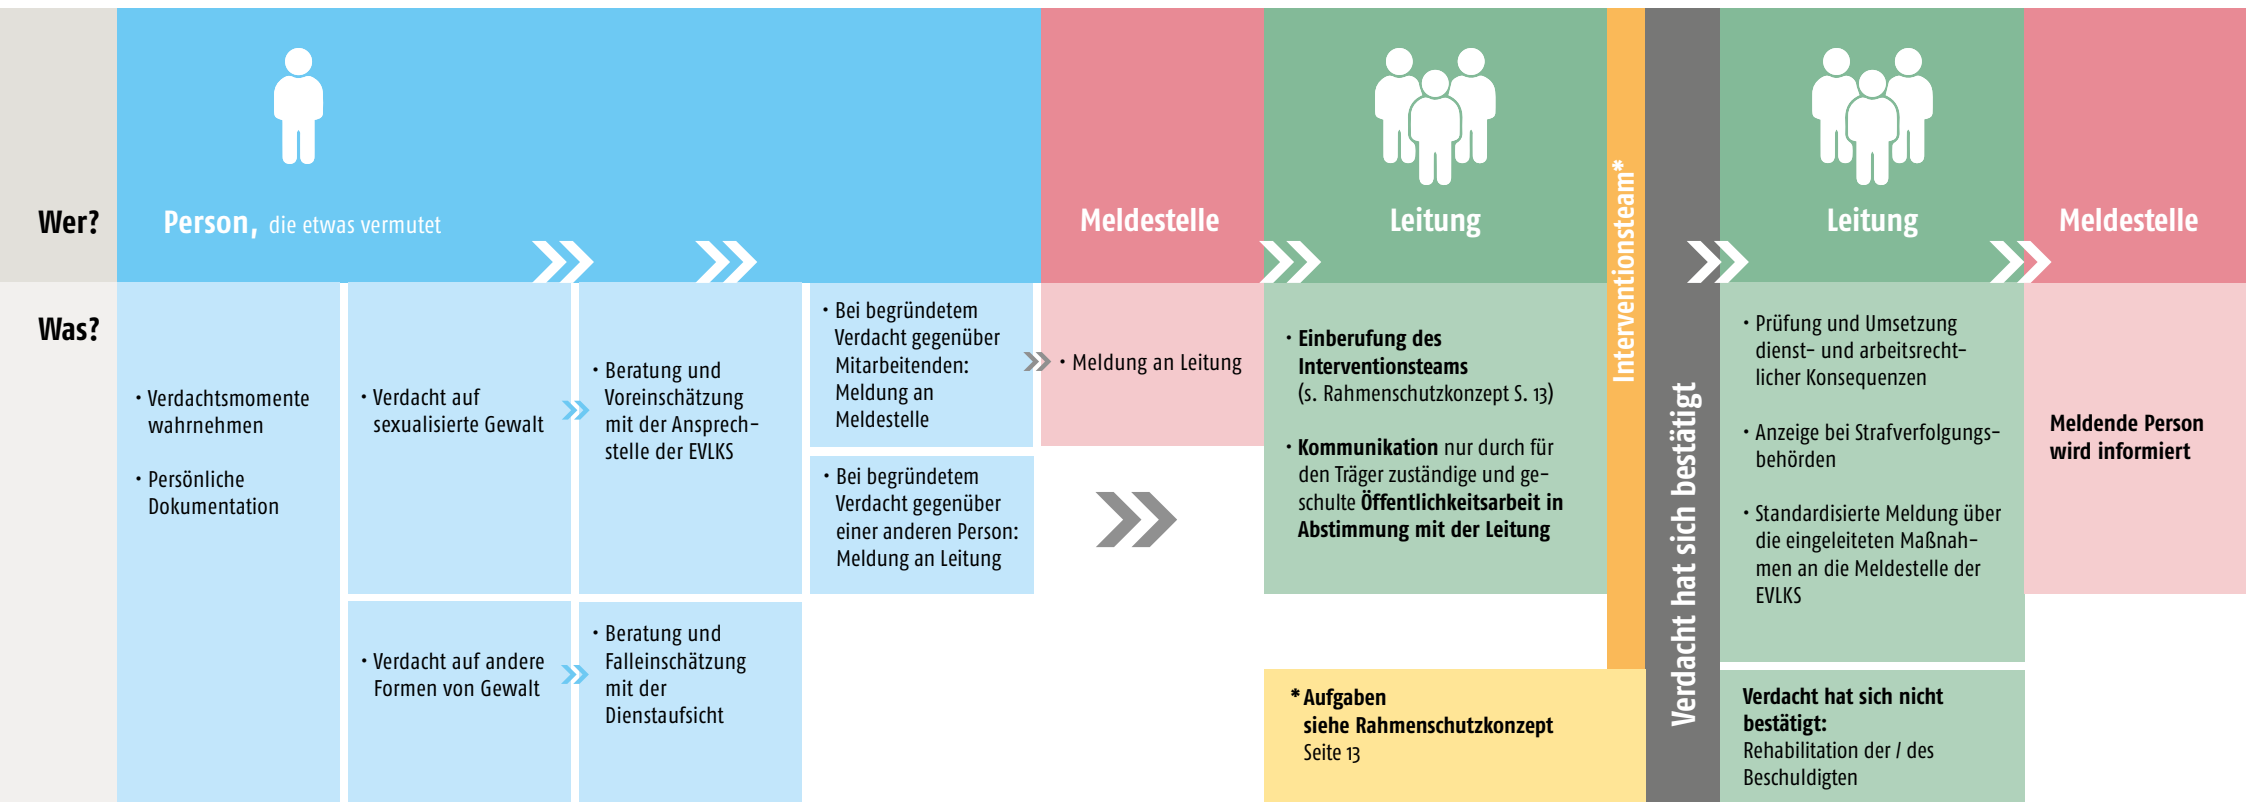 Wer?
Person, die etwas vermutet
Meldestelle
Leitung
Interventionsteam*
Verdacht hat sich bestätigt
Leitung
Meldestelle
Was?
· Verdachtsmomente
wahrnehmen
· Persönliche
Dokumentation
· Verdacht auf
sexualisierte Gewalt
· Verdacht auf andere
Formen von Gewalt
· Beratung und
Voreinschätzung
mit der Ansprech-
stelle der EVLKS
· Beratung und
Falleinschätzung
mit der
Dienstaufsicht
· Bei begründetem
Verdacht gegenüber
Mitarbeitenden:
Meldung an
Meldestelle
· Bei begründetem
Verdacht gegenüber
einer anderen Person:
Meldung an Leitung
· Meldung an Leitung
· Einberufung des
Interventionsteams
(s. Rahmenschutzkonzept S. 13)
· Kommunikation nur durch für
den Träger zuständige und ge-
schulte Öffentlichkeitsarbeit in
Abstimmung mit der Leitung
* Aufgaben
siehe Rahmenschutzkonzept
Seite 13
· Prüfung und Umsetzung
dienst- und arbeitsrecht-
licher Konsequenzen
· Anzeige bei Strafverfolgungs-
behörden
· Standardisierte Meldung über
die eingeleiteten Maßnah-
men an die Meldestelle der
EVLKS
Verdacht hat sich nicht
bestätigt:
Rehabilitation der / des
Beschuldigten
Meldende Person
wird informiert